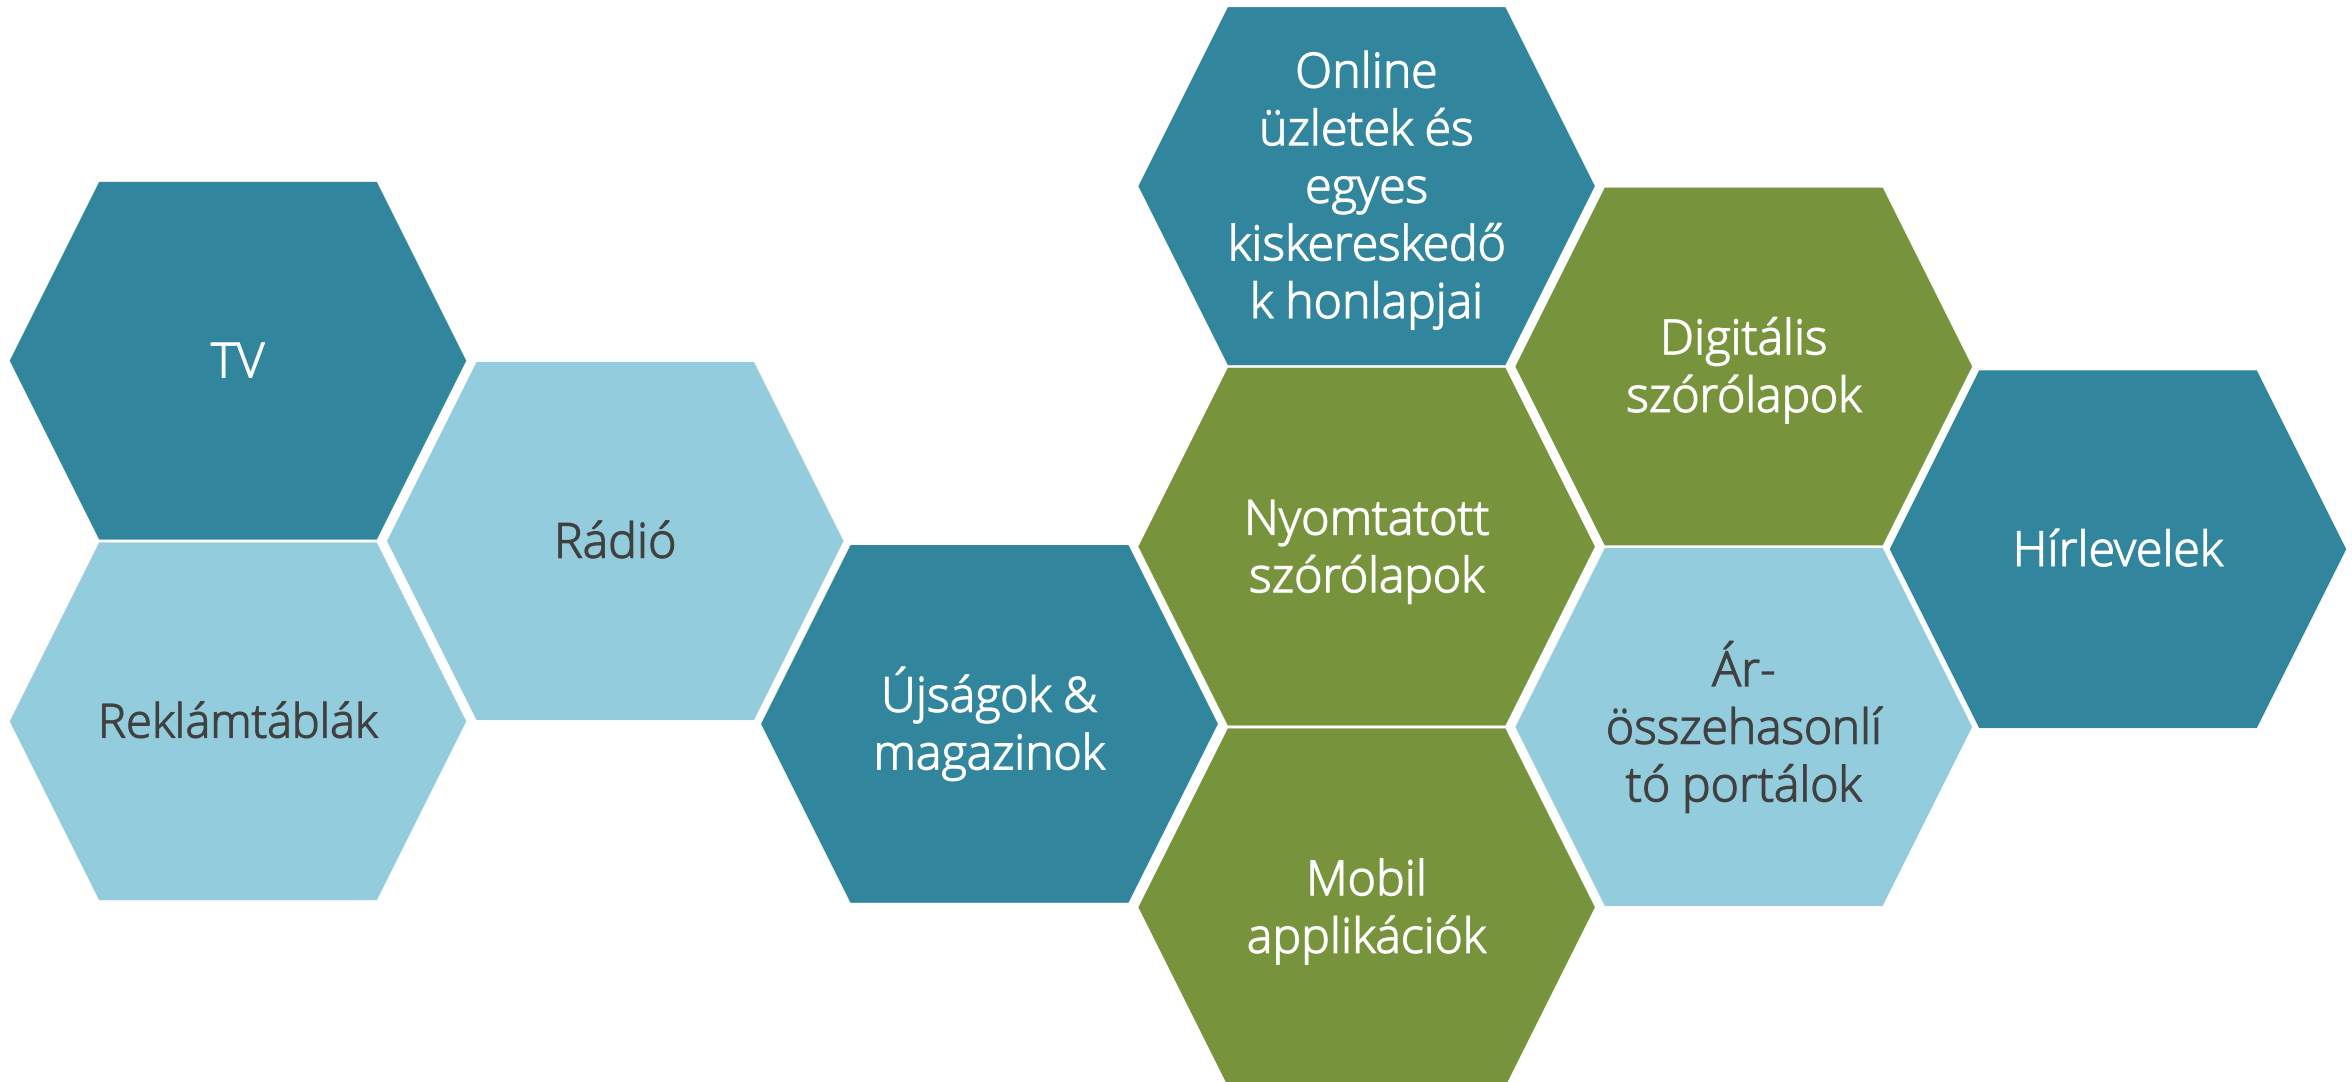 TV
Reklámtáblák
Rádió
Újságok &
magazinok
Online
üzletek és
egyes
kiskereskedő
k honlapjai
Nyomtatott
szórólapok
Mobil
applikációk
Digitális
szórólapok
Ár-
összehasonlí
tó portálok
Hírlevelek